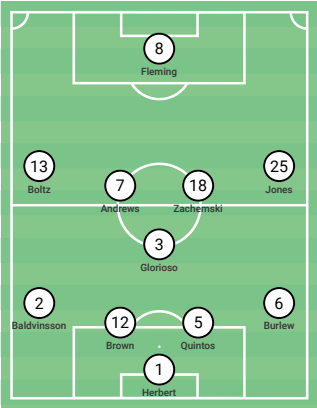 8
Fleming
13
Boltz
7
Andrews
18
Zachemski
25
Jones
3
Glorioso
2
Baldvinsson
12
Brown
5
Quintos
6
Burlew
1
Herbert